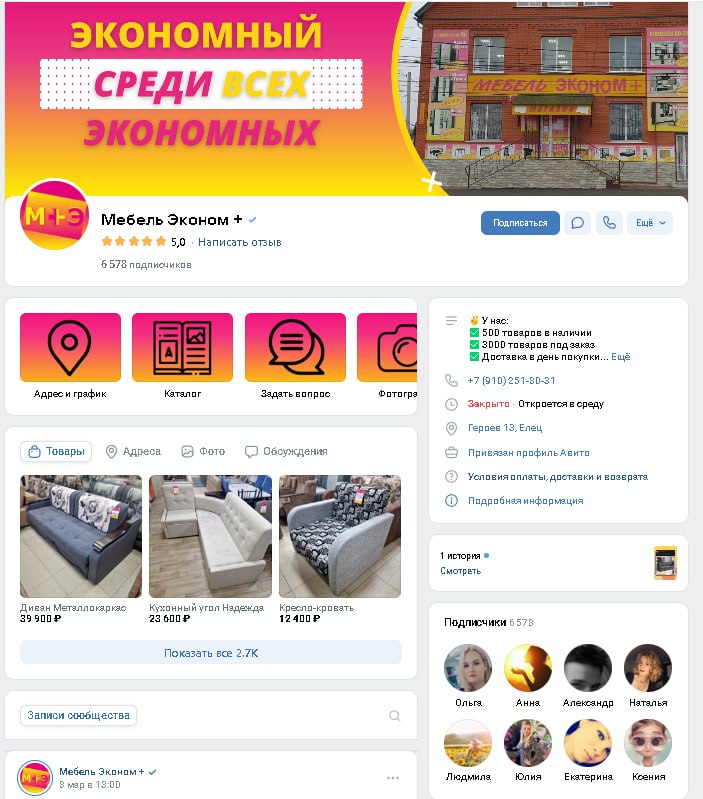 ЭКОНОМНЫЙ
СРЕДИ ВСЕХ
ЭКОНОМНЫХ
МЕБЕЛЬ ЭКОНОМ+
МАГАЗИН
М+Э
Мебель Эконом +
5,0 · Написать отзыв
6 578 подписчиков
Подписаться
Ещё
Адрес и график
Каталог
Задать вопрос
Фотогра
Товары
Адреса
Фото
Обсуждения
Диван Металлокаркас
39 900 ₽
Кухонный угол Надежда
23 600 ₽
Кресло-кровать
12 400 ₽
Показать все 2.7K
Записи сообщества
М+Э
Мебель Эконом +
8 мар в 13:00
У нас:
500 товаров в наличии
3000 товаров под заказ
Доставка в день покупки... Ещё
+7 (910) 251-80-31
Закрыто · Откроется в среду
Героев 13, Елец
Привязан профиль Авито
Условия оплаты, доставки и возврата
Подробная информация
1 история
Смотреть
Подписчики 6 578
Ольга
Анна
Александр
Наталья
Людмила
Юлия
Екатерина
Ксения